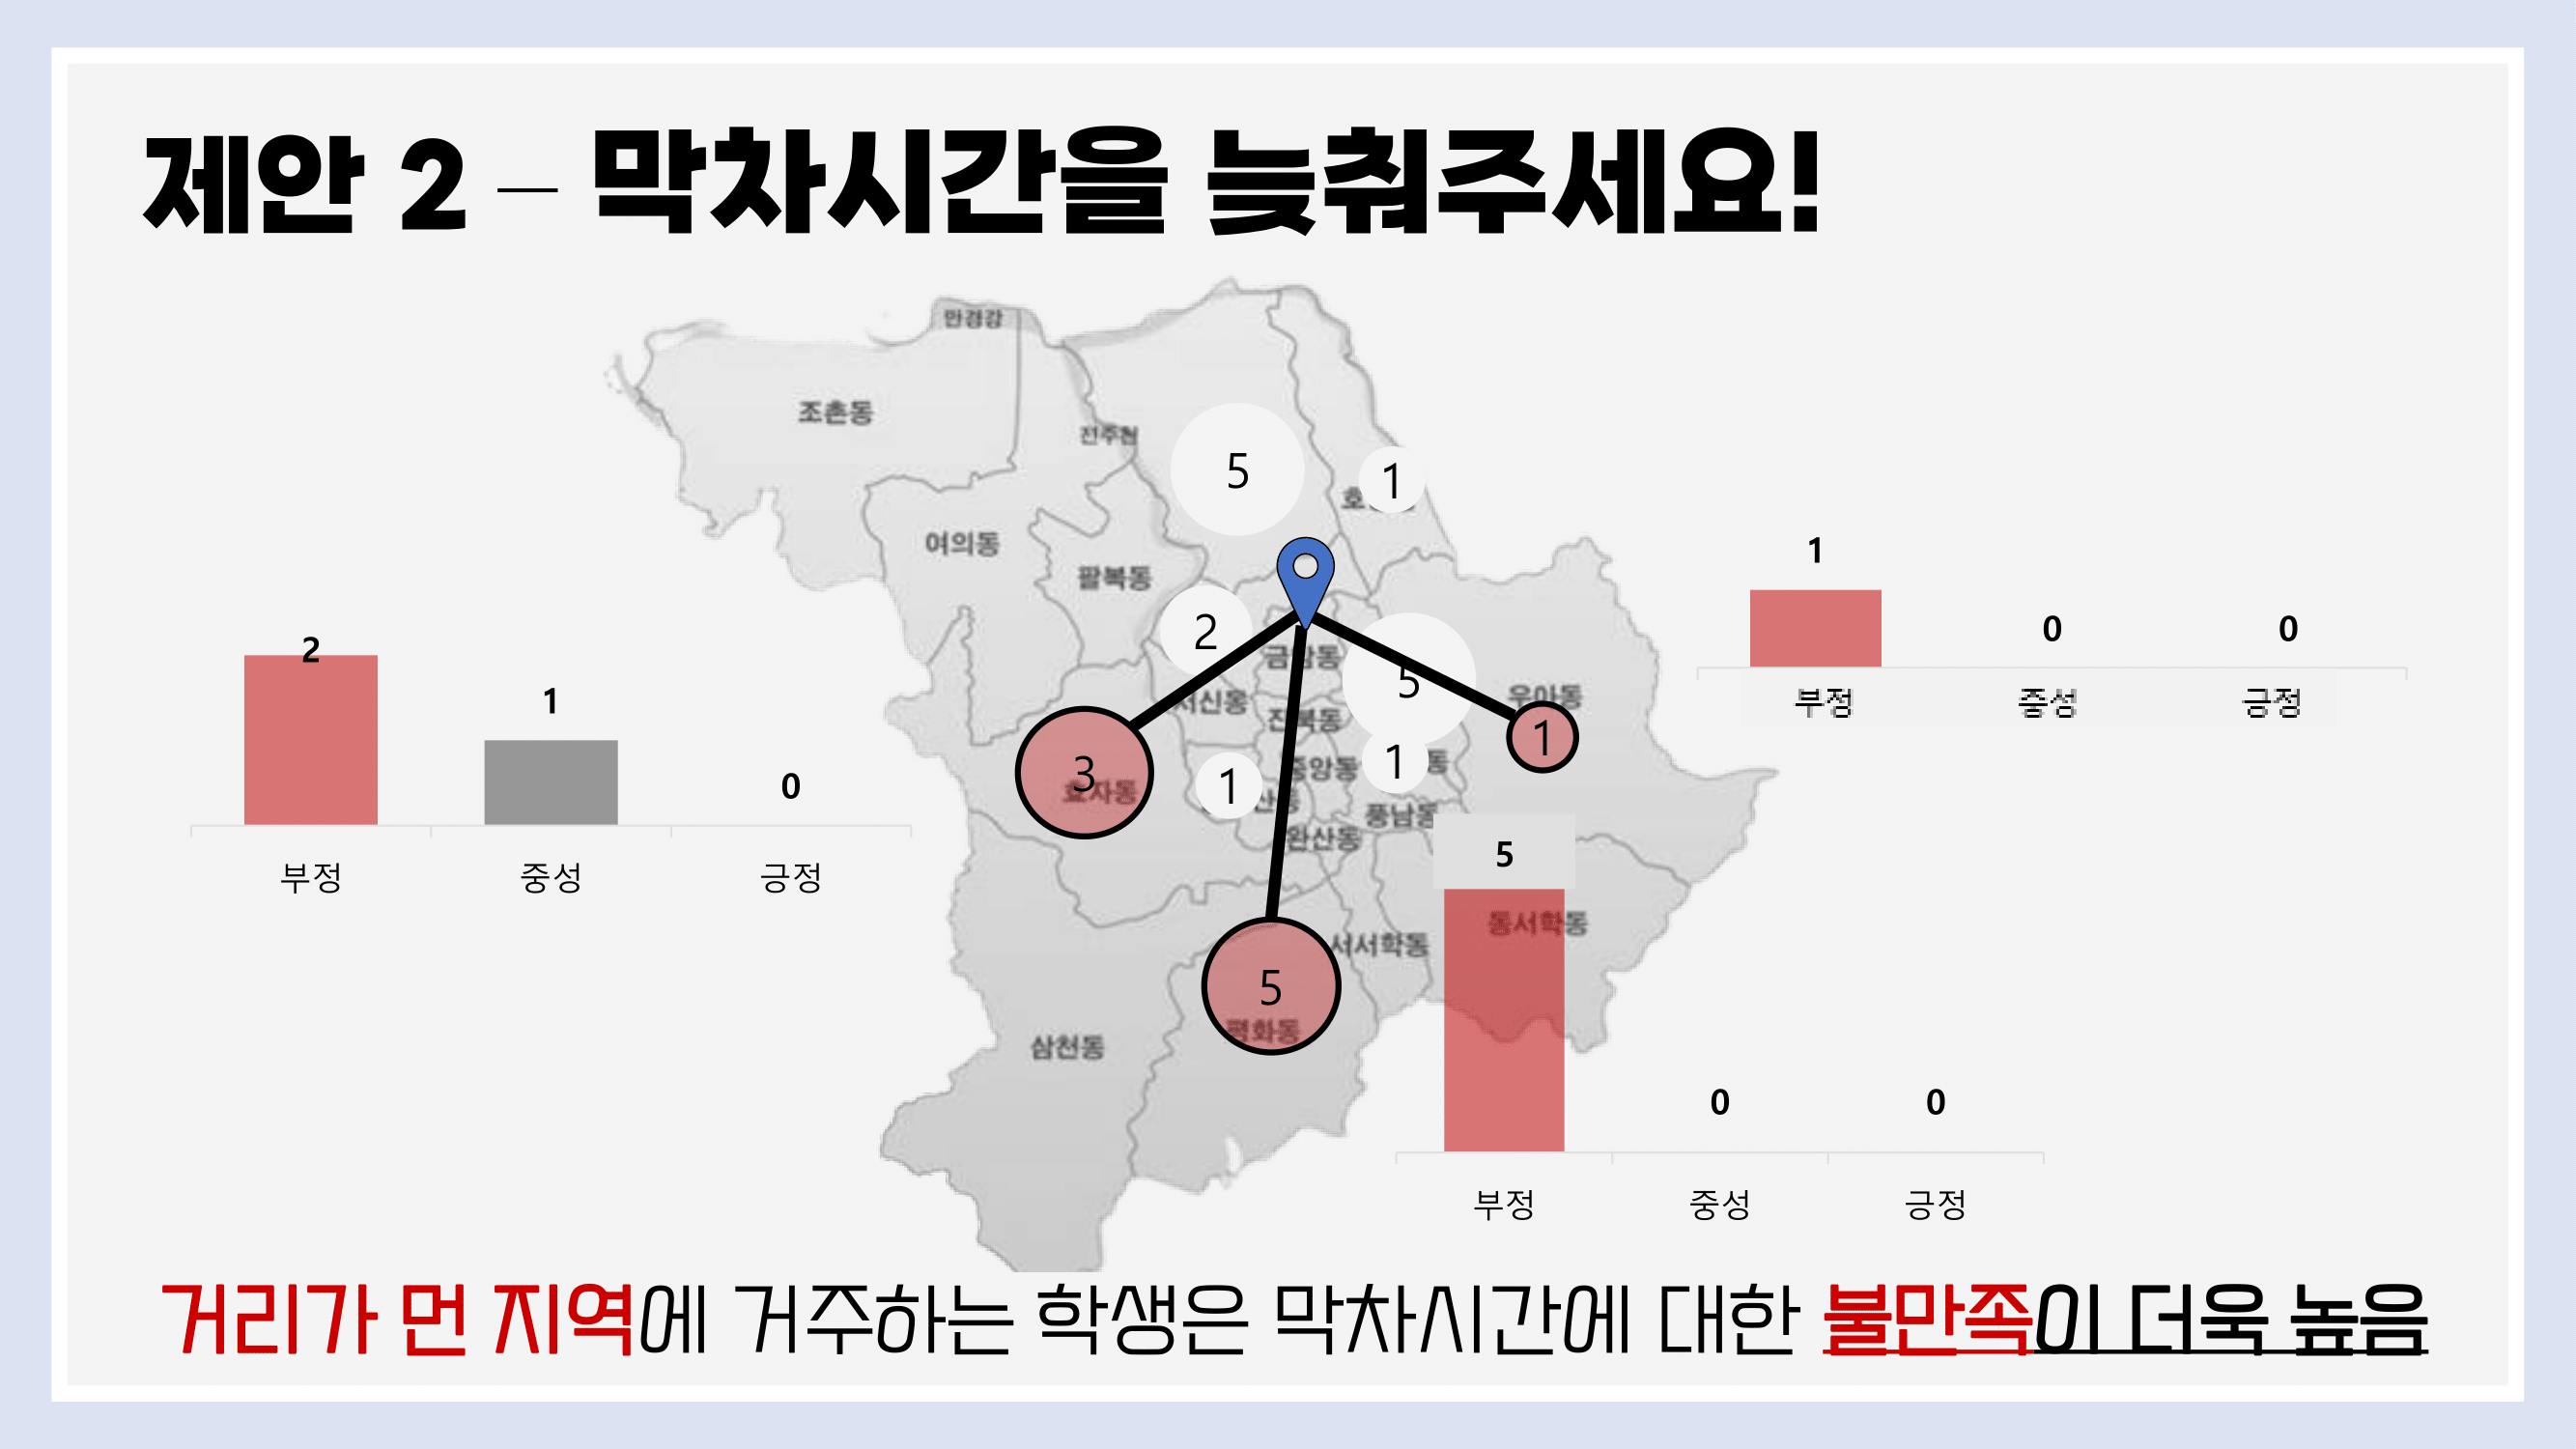 제안 2 – 막차시간을 늦춰주세요!
만경강
조촌동
전주천
5
1
여의동
팔복동
2
금암동
5
우아동
1
서신동
진북동
3
효자동
1
중앙동
1
동
산동
풍남동
완산동
5
평화동
서서학동
동서학동
삼천동
2
1
0
부정
중성
긍정
1
0
0
부정
중성
긍정
5
0
0
부정
중성
긍정
거리가 먼 지역에 거주하는 학생은 막차시간에 대한 불만족이 더욱 높음